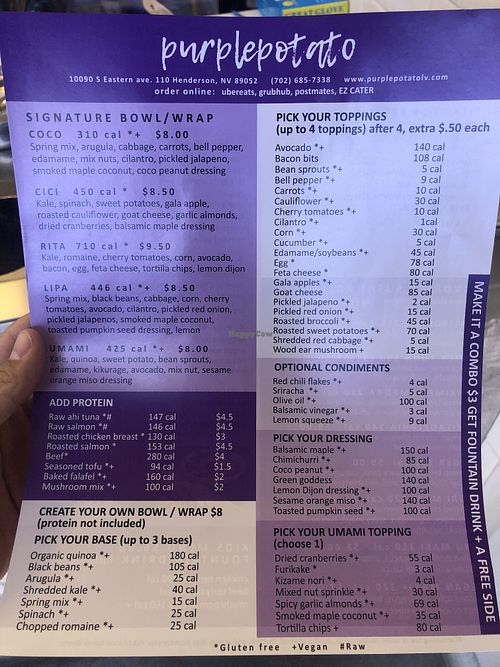 GREAT GLOVE
purplepotato
10090 S Eastern ave. 110 Henderson, NV 89052 (702) 685-7338 www.purplepotatolv.com
order online: ubereats, grubhub, postmates, EZ CATER
SIGNATURE BOWL/WRAP
COCO 310 cal *+ $8.00
Spring mix, arugula, cabbage, carrots, bell pepper,
edamame, mix nuts, cilantro, pickled jalapeno,
smoked maple coconut, coco peanut dressing
CICI 450 cal * $8.50
Kale, spinach, sweet potatoes, gala apple,
roasted cauliflower, goat cheese, garlic almonds,
dried cranberries, balsamic maple dressing
RITA 710 cal * $9.50
Kale, romaine, cherry tomatoes, corn, avocado,
bacon, egg, feta cheese, tortilla chips, lemon dijon
LIPA 446 cal *+ $8.50
Spring mix, black beans, cabbage, corn, cherry
tomatoes, avocado, cilantro, pickled red onion,
pickled jalapenos, smoked maple coconut,
toasted pumpkin seed dressing, lemon
UMAMI 425 cal *+ $8.00
Kale, quinoa, sweet potato, bean sprouts,
edamame, kikurage, avocado, mix nut, sesame
orange miso dressing
ADD PROTEIN
Raw ahi tuna *# 147 cal $4.5
Raw salmon *# 146 cal $4.5
Roasted chicken breast * 130 cal $3
Roasted salmon * 153 cal $4.5
Beef* 280 cal $4
Seasoned tofu *+ 94 cal $1.5
Baked falafel *+ 160 cal $2
Mushroom mix *+ 100 cal $2
CREATE YOUR OWN BOWL / WRAP $8
(protein not included)
PICK YOUR BASE (up to 3 bases)
Organic quinoa *+ 180 cal
Black beans *+ 105 cal
Arugula *+ 25 cal
Shredded kale *+ 40 cal
Spring mix *+ 15 cal
Spinach *+ 25 cal
Chopped romaine *+ 25 cal
PICK YOUR TOPPINGS
(up to 4 toppings) after 4, extra $.50 each
Avocado *+ 140 cal
Bacon bits 108 cal
Bean sprouts *+ 5 cal
Bell pepper *+ 9 cal
Carrots *+ 10 cal
Cauliflower *+ 30 cal
Cherry tomatoes *+ 10 cal
Cilantro *+ 1cal
Corn *+ 30 cal
Cucumber *+ 5 cal
Edamame/soybeans *+ 45 cal
Egg * 78 cal
Feta cheese * 80 cal
Gala apples *+ 15 cal
Goat cheese 85 cal
Pickled jalapeno *+ 2 cal
Pickled red onion *+ 15 cal
Roasted broccoli *+ 45 cal
Roasted sweet potatoes *+ 70 cal
Shredded red cabbage *+ 5 cal
Wood ear mushroom + 15 cal
OPTIONAL CONDIMENTS
Red chili flakes *+ 4 cal
Sriracha *+ 5 cal
Olive oil *+ 100 cal
Balsamic vinegar *+ 3 cal
Lemon squeeze *+ 9 cal
PICK YOUR DRESSING
Balsamic maple *+ 150 cal
Chimichurri *+ 85 cal
Coco peanut *+ 100 cal
Green goddess 140 cal
Lemon Dijon dressing *+ 100 cal
Sesame orange miso *+ 140 cal
Toasted pumpkin seed *+ 100 cal
PICK YOUR UMAMI TOPPING
(choose 1)
Dried cranberries *+ 55 cal
Furikake * 3 cal
Kizame nori *+ 4 cal
Mixed nut sprinkle *+ 30 cal
Spicy garlic almonds *+ 69 cal
Smoked maple coconut *+ 35 cal
Tortilla chips + 80 cal
MAKE IT A COMBO $3 GET FOUNTAIN DRINK + A FREE SIDE
*Gluten free +Vegan #Raw
HappyCow